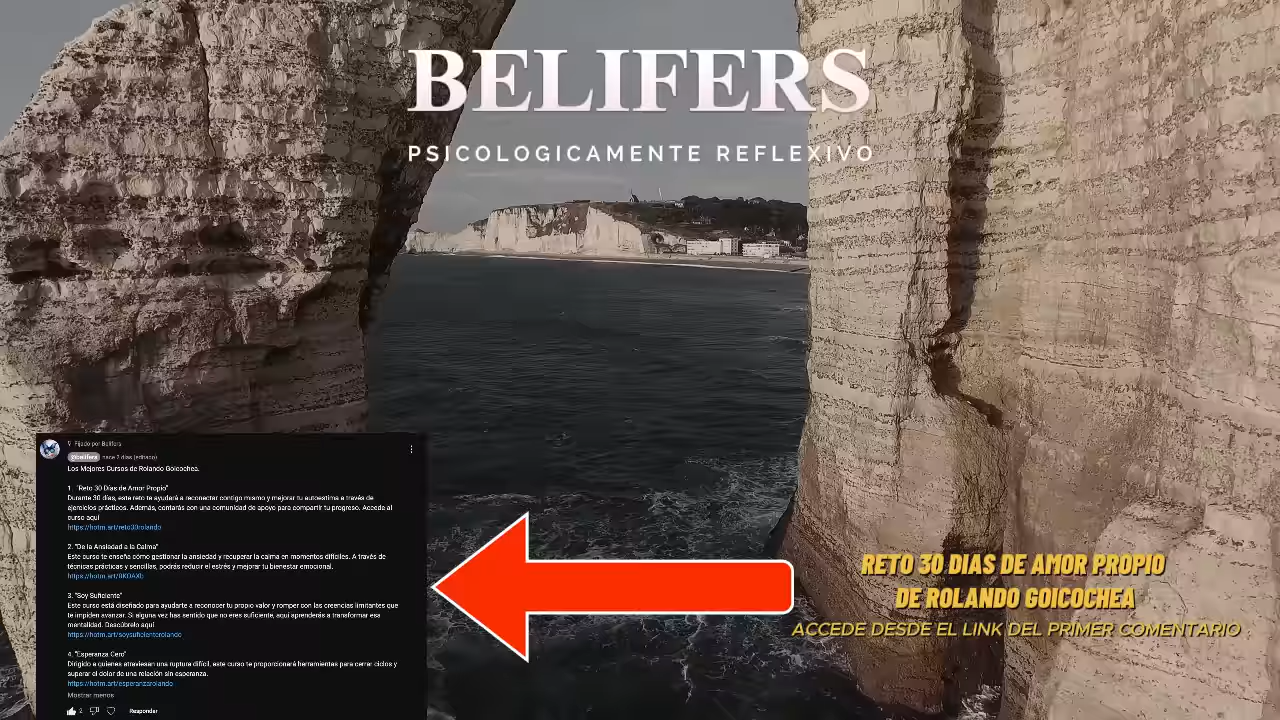 BELIFERS
PSICOLOGICAMENTE REFLEXIVO
Fijado por Belifers
@belifers hace 2 días (editado)
Los Mejores Cursos de Rolando Goicochea.
1. "Reto 30 Días de Amor Propio"
Durante 30 días, este reto te ayudará a reconectar contigo mismo y mejorar tu autoestima a través de
ejercicios prácticos. Además, contarás con una comunidad de apoyo para compartir tu progreso. Accede al
curso aquí
https://hotm.art/reto30rolando
2. "De la Ansiedad a la Calma"
Este curso te enseña cómo gestionar la ansiedad y recuperar la calma en momentos difíciles. A través de
técnicas prácticas y sencillas, podrás reducir el estrés y mejorar tu bienestar emocional.
3. "Soy Suficiente"
Este curso está diseñado para ayudarte a reconocer tu propio valor y romper con las creencias limitantes que
te impiden avanzar. Si alguna vez has sentido que no eres suficiente, aquí aprenderás a transformar esa
mentalidad. Descúbrelo aquí
https://hotm.art/soysuficienterolando
4. "Esperanza Cero"
Dirigido a quienes atraviesan una ruptura difícil, este curso te proporcionará herramientas para cerrar ciclos y
superar el dolor de una relación sin esperanza.
https://hotm.art/esperanzarolando
Mostrar menos
2 Responder
RETO 30 DIAS DE AMOR PROPIO
DE ROLANDO GOICOCHEA
ACCEDE DESDE EL LINK DEL PRIMER COMENTARIO